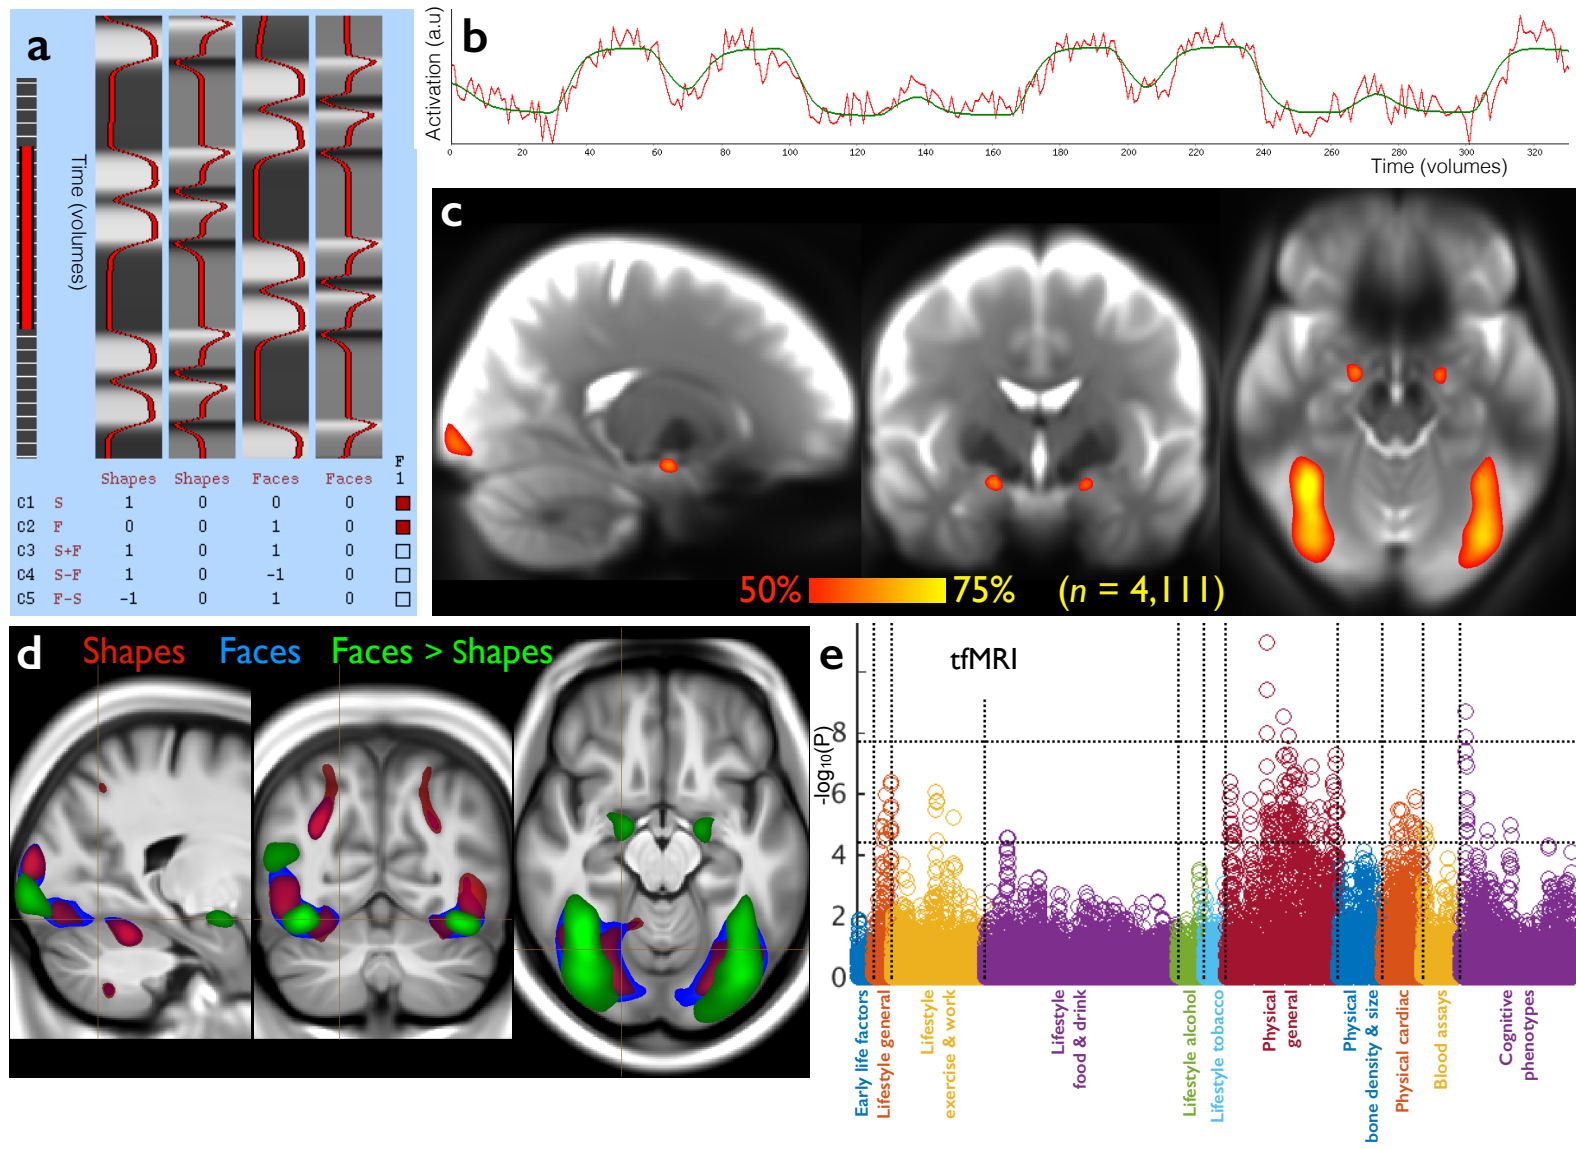 a
Time (volumes)
F
Shapes Shapes Faces Faces 1
C1 S 1 0 0 0
C2 F 0 0 1 0
C3 S+F 1 0 1 0
C4 S-F 1 0 -1 0
C5 F-S -1 0 1 0
b
Activation (a.u)
0 20 40 60 80 100 120 140 160 180 200 220 240 260 280 300 320
Time (volumes)
c
50% 75% (n = 4,111)
d Shapes Faces Faces > Shapes
e
tfMRI
-log10(P)
8
6
4
2
0
Early life factors
Lifestyle general
Lifestyle
exercise & work
Lifestyle
food & drink
Lifestyle alcohol
Lifestyle tobacco
Physical
general
Physical
bone density & size
Physical cardiac
Blood assays
Cognitive
phenotypes